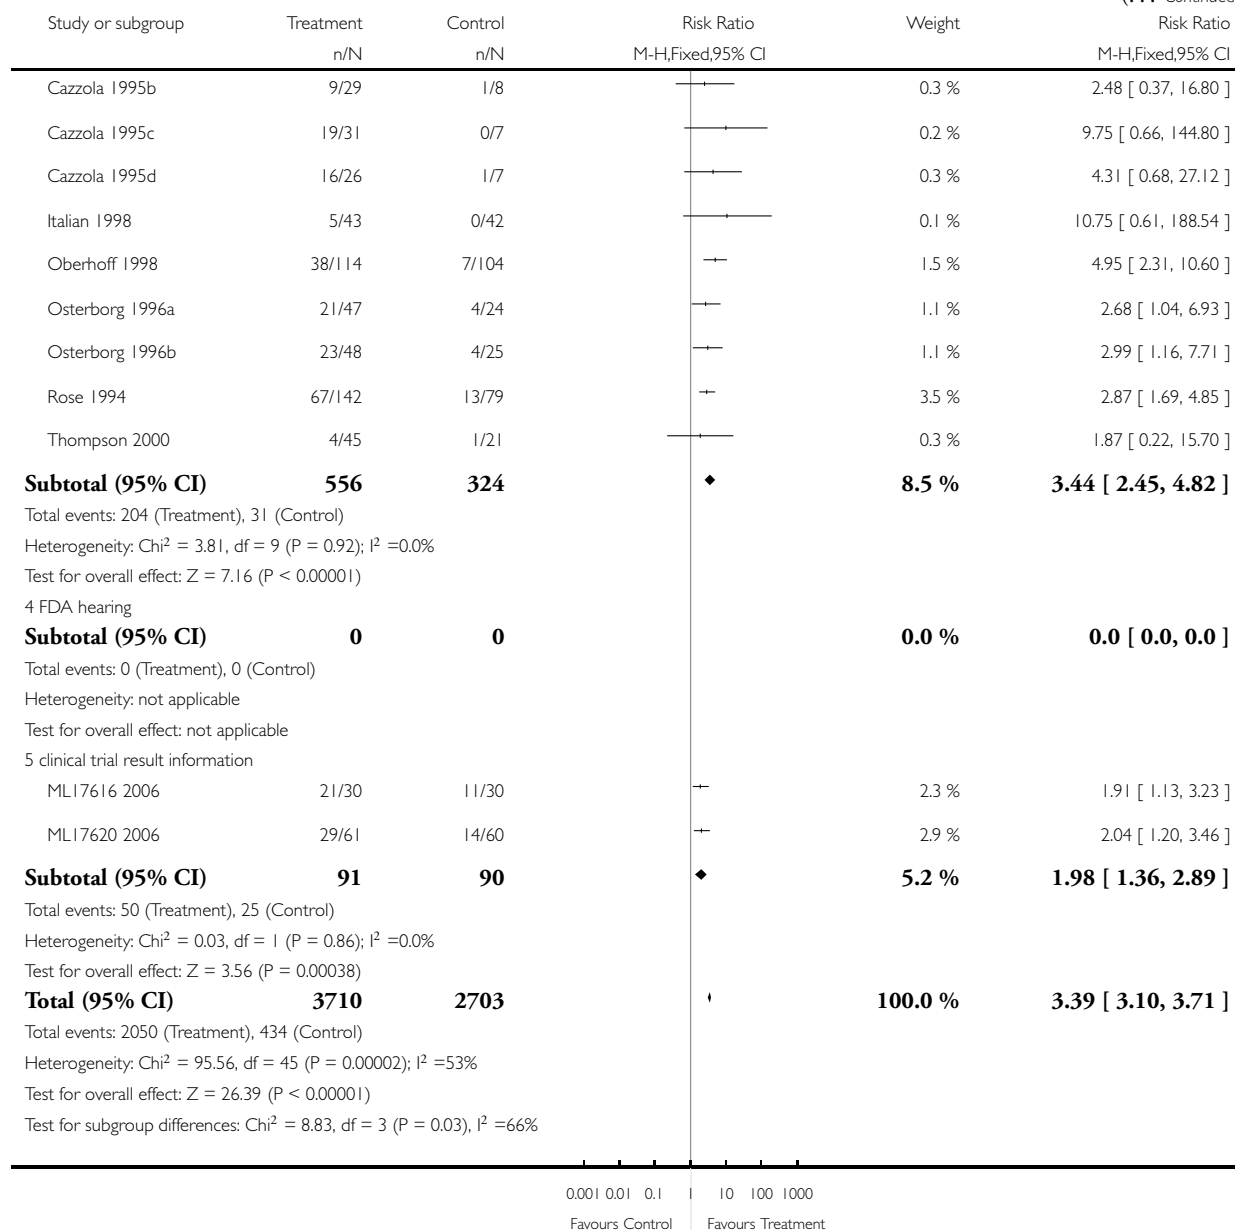 Continued
Study or subgroup Treatment Control Risk Ratio Weight Risk Ratio
n/N n/N M-H,Fixed,95% CI M-H,Fixed,95% CI
Cazzola 1995b 9/29 1/8 0.3 % 2.48 [ 0.37, 16.80 ]
Cazzola 1995c 19/31 0/7 0.2 % 9.75 [ 0.66, 144.80 ]
Cazzola 1995d 16/26 1/7 0.3 % 4.31 [ 0.68, 27.12 ]
Italian 1998 5/43 0/42 0.1 % 10.75 [ 0.61, 188.54 ]
Oberhoff 1998 38/114 7/104 1.5 % 4.95 [ 2.31, 10.60 ]
Osterborg 1996a 21/47 4/24 1.1 % 2.68 [ 1.04, 6.93 ]
Osterborg 1996b 23/48 4/25 1.1 % 2.99 [ 1.16, 7.71 ]
Rose 1994 67/142 13/79 3.5 % 2.87 [ 1.69, 4.85 ]
Thompson 2000 4/45 1/21 0.3 % 1.87 [ 0.22, 15.70 ]
Subtotal (95% CI) 556 324 8.5 % 3.44 [ 2.45, 4.82 ]
Total events: 204 (Treatment), 31 (Control)
Heterogeneity: Chi² = 3.81, df = 9 (P = 0.92); I² =0.0%
Test for overall effect: Z = 7.16 (P < 0.00001)
4 FDA hearing
Subtotal (95% CI) 0 0 0.0 % 0.0 [ 0.0, 0.0 ]
Total events: 0 (Treatment), 0 (Control)
Heterogeneity: not applicable
Test for overall effect: not applicable
5 clinical trial result information
ML17616 2006 21/30 11/30 2.3 % 1.91 [ 1.13, 3.23 ]
ML17620 2006 29/61 14/60 2.9 % 2.04 [ 1.20, 3.46 ]
Subtotal (95% CI) 91 90 5.2 % 1.98 [ 1.36, 2.89 ]
Total events: 50 (Treatment), 25 (Control)
Heterogeneity: Chi² = 0.03, df = 1 (P = 0.86); I² =0.0%
Test for overall effect: Z = 3.56 (P = 0.00038)
Total (95% CI) 3710 2703 100.0 % 3.39 [ 3.10, 3.71 ]
Total events: 2050 (Treatment), 434 (Control)
Heterogeneity: Chi² = 95.56, df = 45 (P = 0.00002); I² =53%
Test for overall effect: Z = 26.39 (P < 0.00001)
Test for subgroup differences: Chi² = 8.83, df = 3 (P = 0.03), I² =66%
0.001 0.01 0.1 1 10 100 1000
Favours Control Favours Treatment